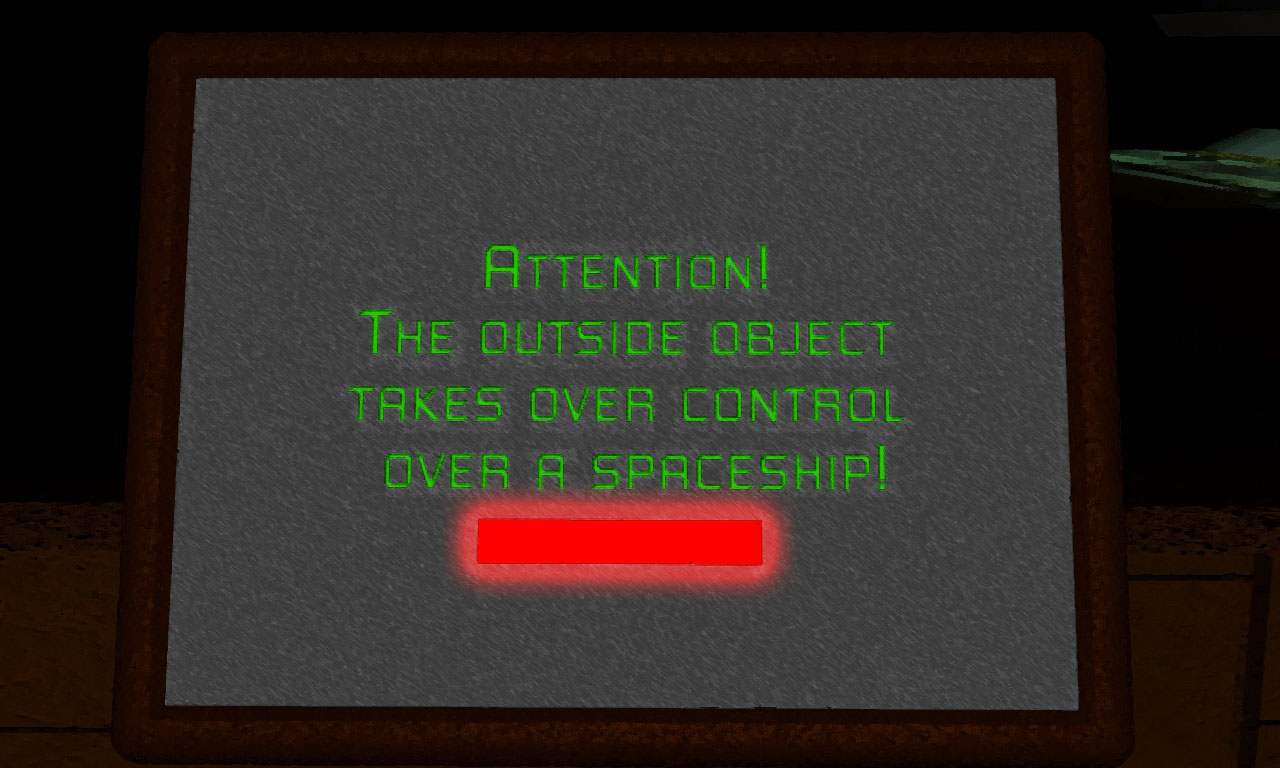 Attention!
The outside object
takes over control
over a spaceship!